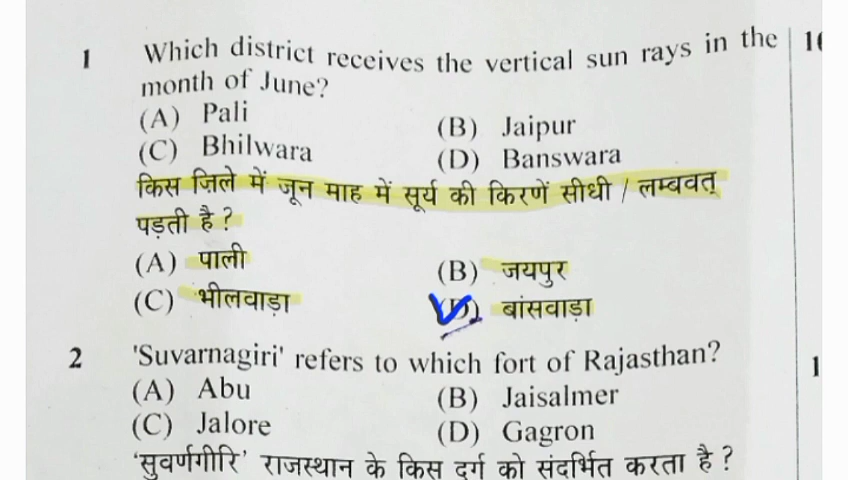 1 Which district receives the vertical sun rays in the
month of June?
(A) Pali (B) Jaipur
(C) Bhilwara (D) Banswara
किस जिले में जून माह में सूर्य की किरणें सीधी / लम्बवत्
पड़ती है ?
(A) पाली (B) जयपुर
(C) भीलवाड़ा (D) बांसवाड़ा
2 'Suvarnagiri' refers to which fort of Rajasthan?
(A) Abu (B) Jaisalmer
(C) Jalore (D) Gagron
'सुवर्णगीरि' राजस्थान के किस दुर्ग को संदर्भित करता है ?